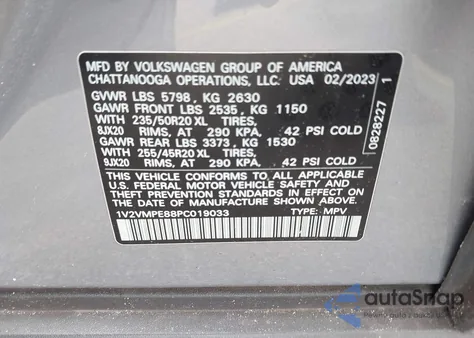 MFD BY VOLKSWAGEN GROUP OF AMERICA
CHATTANOOGA OPERATIONS, LLC. USA 02/2023
GVWR LBS 5798, KG 2630
GAWR FRONT LBS 2535, KG 1150
WITH 235/50R20 XL TIRES,
8JX20 RIMS, AT 290 KPA, 42 PSI COLD
GAWR REAR LBS 3373, KG 1530
WITH 255/45R20 XL TIRES,
9JX20 RIMS, AT 290 KPA, 42 PSI COLD
THIS VEHICLE CONFORMS TO ALL APPLICABLE
U.S. FEDERAL MOTOR VEHICLE SAFETY AND
THEFT PREVENTION STANDARDS IN EFFECT ON THE
DATE OF MANUFACTURE SHOWN ABOVE.
1V2VMPE88PC019033 TYPE: MPV
0828227 1
autoSnap
Pewne auto z USA